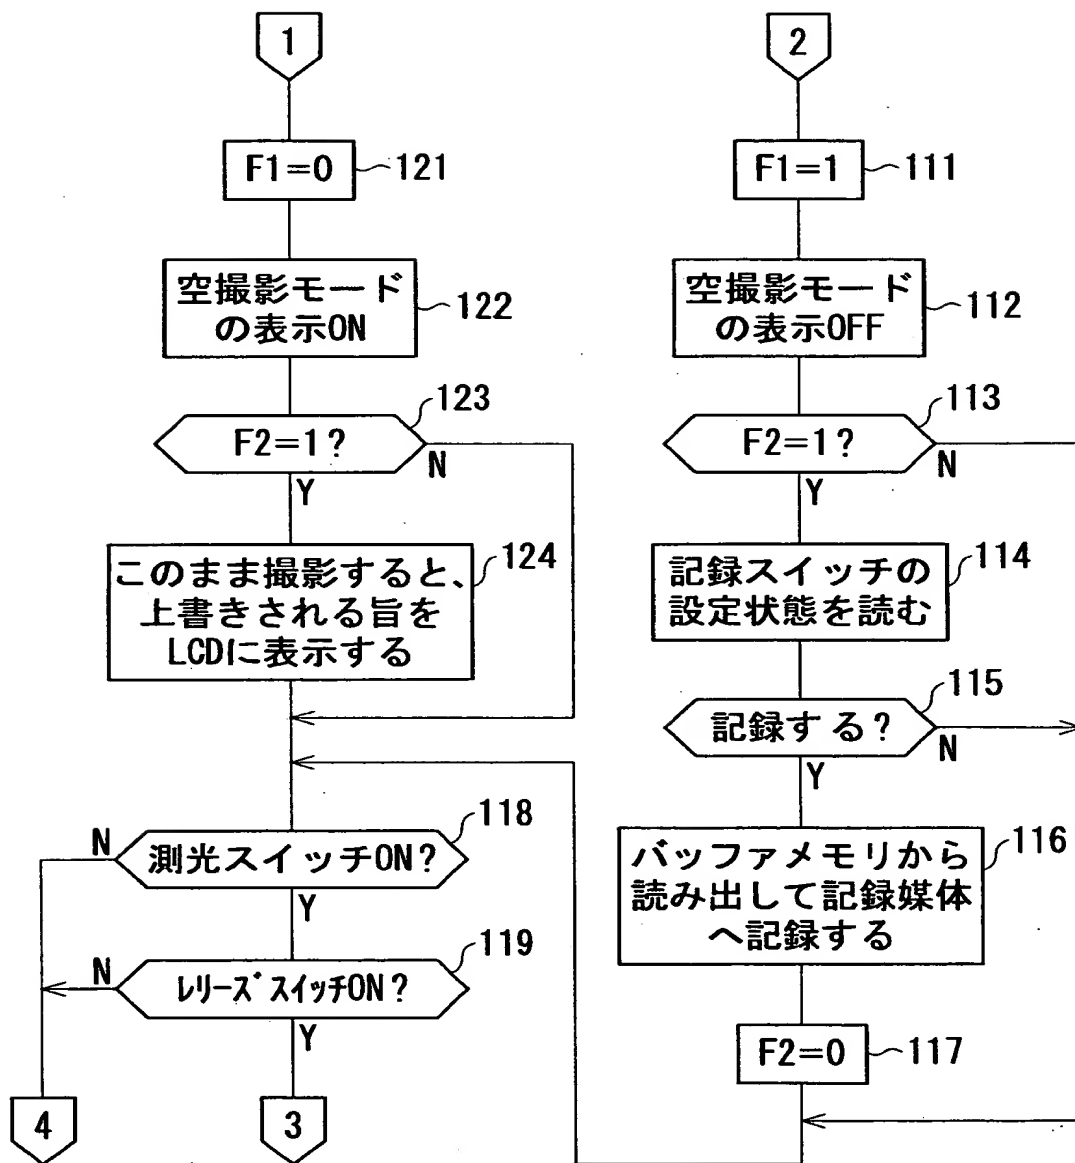 1
F1=0
121
空撮影モード
の表示ON
122
123
F2=1?
N
Y
このまま撮影すると、
上書きされる旨を
LCDに表示する
124
118
N
測光スイッチON?
Y
119
N
ﾚﾘｰｽﾞｽｲｯﾁON?
Y
4
3
2
F1=1
111
空撮影モード
の表示OFF
112
113
F2=1?
N
Y
記録スイッチの
設定状態を読む
114
115
記録する?
N
Y
バッファメモリから
読み出して記録媒体
へ記録する
116
F2=0
117